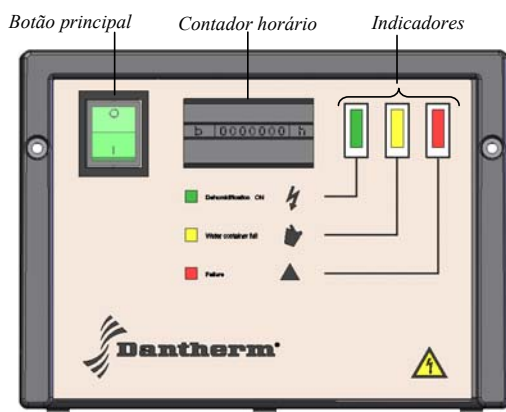 Botão principal
Contador horário
Indicadores
b 0000000 h
Dehumidification ON
Water container full
Failure
Dantherm